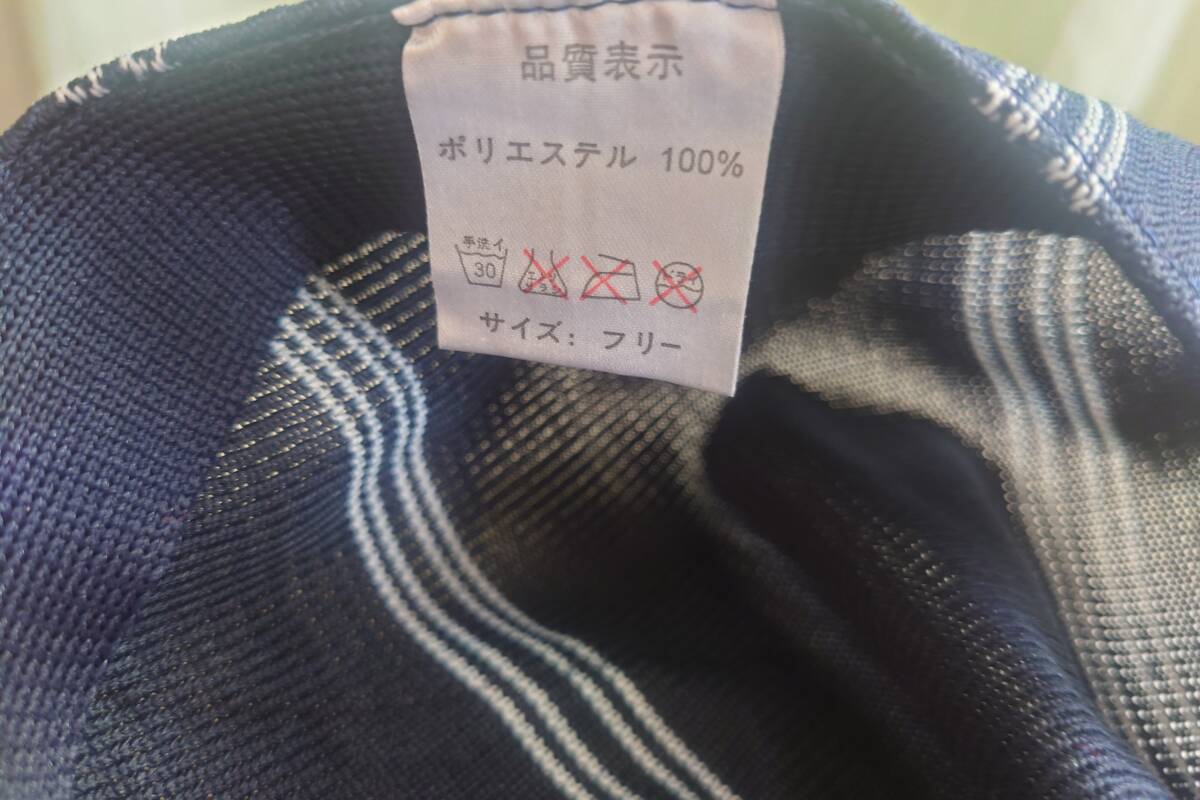 品質表示
ポリエステル 100%
手洗イ
30
サイズ: フリー